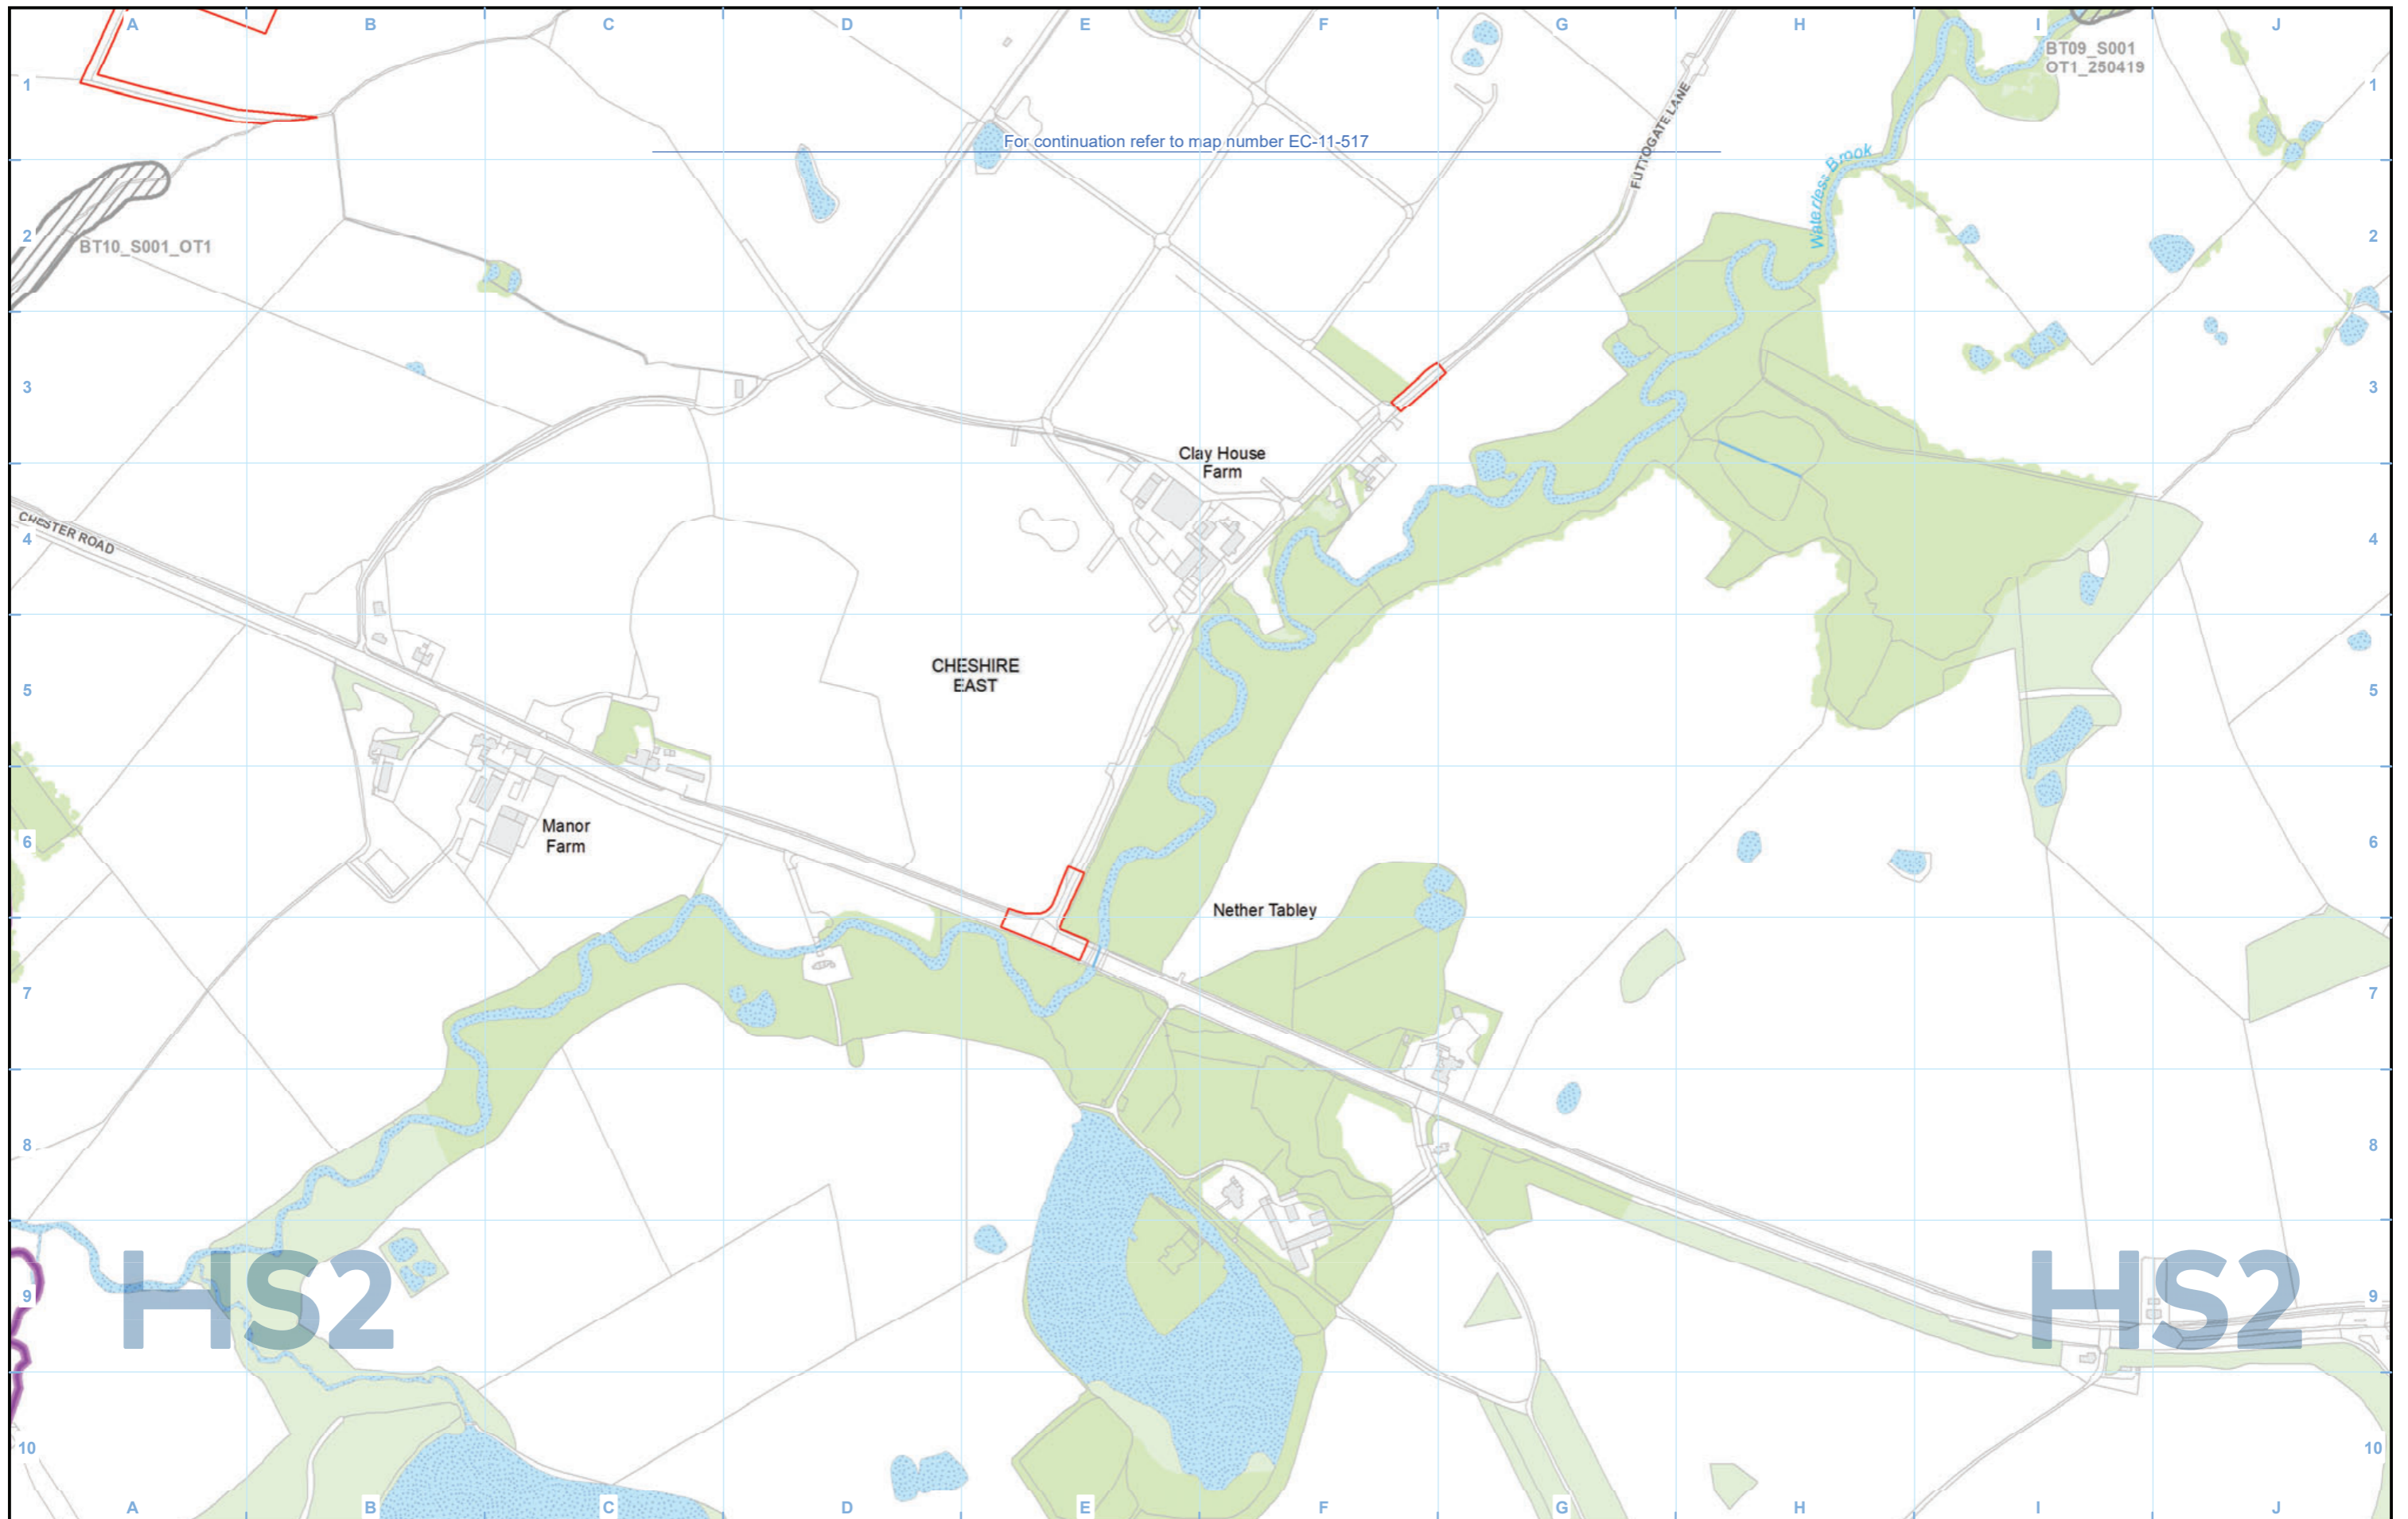 A B C D E F G H I J
BT09_S001
OT1_250419
1 1
FUTTOGATE LANE
For continuation refer to map number EC-11-517
Waterless Brook
2 2
BT10_S001_OT1
3 3
Clay House
Farm
CHESTER ROAD
4 4
CHESHIRE
EAST
5 5
Manor
Farm
6 6
Nether Tabley
7 7
8 8
HS2 HS2
9 9
10 10
A B C D E F G H I J